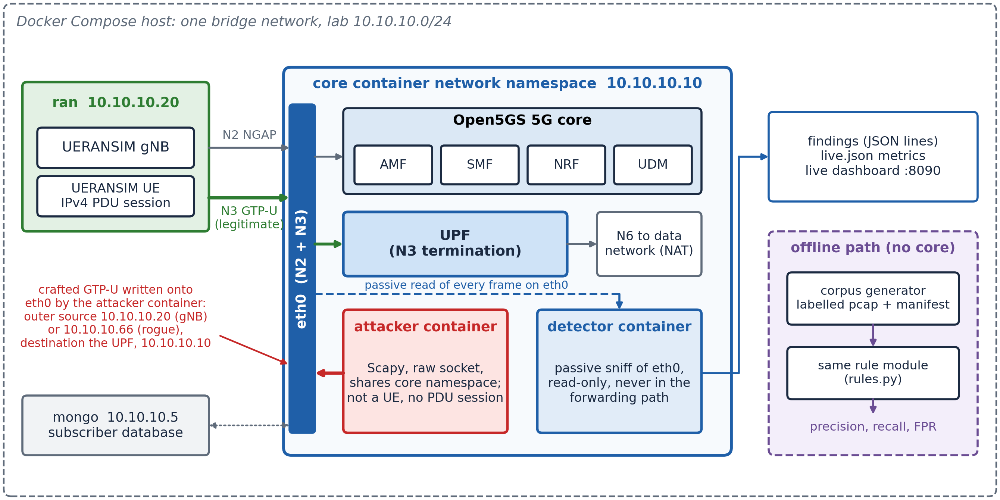 Docker Compose host: one bridge network, lab 10.10.10.0/24
ran 10.10.10.20
UERANSIM gNB
UERANSIM UE
IPv4 PDU session
N2 NGAP
N3 GTP-U
(legitimate)
crafted GTP-U written onto
eth0 by the attacker container:
outer source 10.10.10.20 (gNB)
or 10.10.10.66 (rogue),
destination the UPF, 10.10.10.10
mongo 10.10.10.5
subscriber database
core container network namespace 10.10.10.10
eth0 (N2 + N3)
Open5GS 5G core
AMF
SMF
NRF
UDM
UPF
(N3 termination)
N6 to data
network (NAT)
passive read of every frame on eth0
attacker container
Scapy, raw socket,
shares core namespace;
not a UE, no PDU session
detector container
passive sniff of eth0,
read-only, never in the
forwarding path
findings (JSON lines)
live.json metrics
live dashboard :8090
offline path (no core)
corpus generator
labelled pcap + manifest
same rule module
(rules.py)
precision, recall, FPR